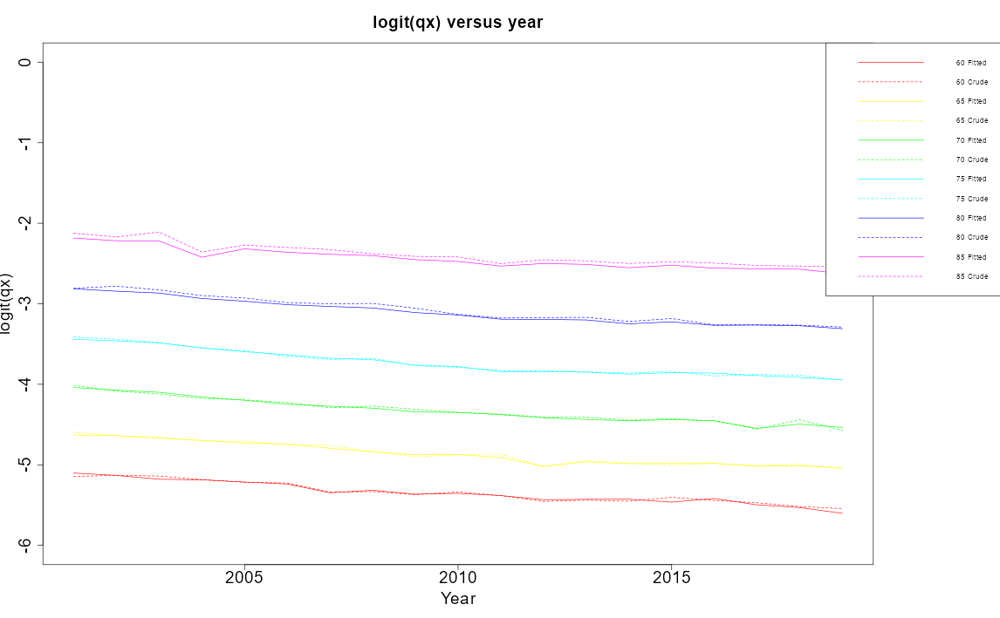 logit(qx) versus year
0
-1
-2
-3
-4
-5
-6
logit(qx)
2005
2010
2015
Year
60 Fitted
60 Crude
65 Fitted
65 Crude
70 Fitted
70 Crude
75 Fitted
75 Crude
80 Fitted
80 Crude
85 Fitted
85 Crude